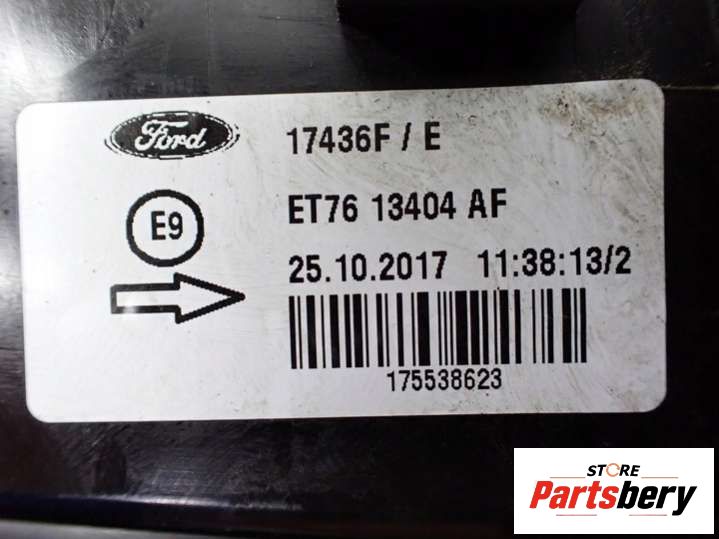 Ford
17436F / E
E9
ET76 13404 AF
25.10.2017 11:38:13/2
175538623
STORE
Partsbery